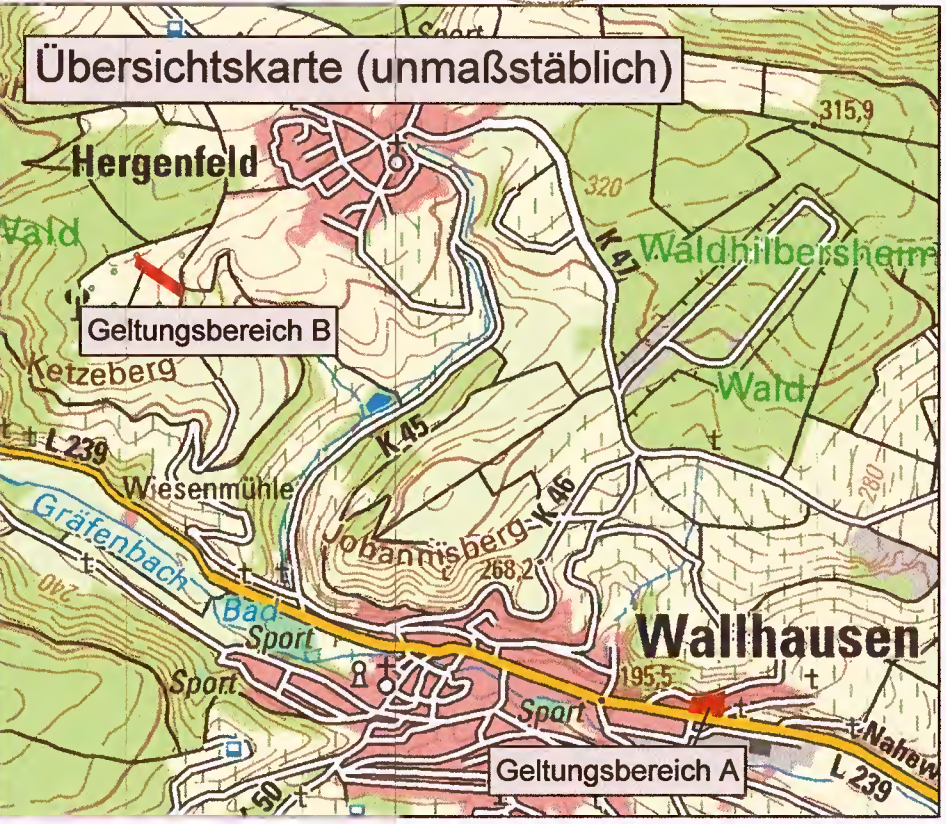 Sport
Übersichtskarte (unmaßstäblich)
315,9
Hergenfeld
320
Wald
K 47
Waldhilbersheim
Geltungsbereich B
Ketzeberg
Wald
K 45
L 239
Wiesenmühle
K 46
280
Gräfenbach
Johannisberg
268,2
240
Bad
Sport
Wallhausen
Sport
195,5
Sport
Nahew
Geltungsbereich A
L 239
50